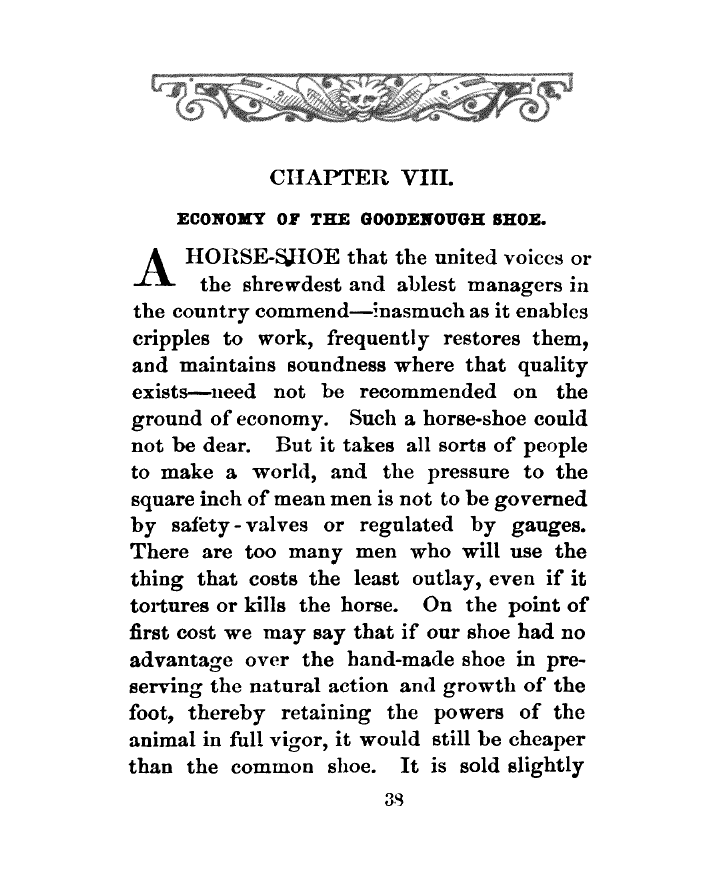 CHAPTER VIII.
ECONOMY OF THE GOODENOUGH SHOE.
A HORSE-SHOE that the united voices or
the shrewdest and ablest managers in
the country commend—inasmuch as it enables
cripples to work, frequently restores them,
and maintains soundness where that quality
exists—need not be recommended on the
ground of economy. Such a horse-shoe could
not be dear. But it takes all sorts of people
to make a world, and the pressure to the
square inch of mean men is not to be governed
by safety-valves or regulated by gauges.
There are too many men who will use the
thing that costs the least outlay, even if it
tortures or kills the horse. On the point of
first cost we may say that if our shoe had no
advantage over the hand-made shoe in pre-
serving the natural action and growth of the
foot, thereby retaining the powers of the
animal in full vigor, it would still be cheaper
than the common shoe. It is sold slightly
38